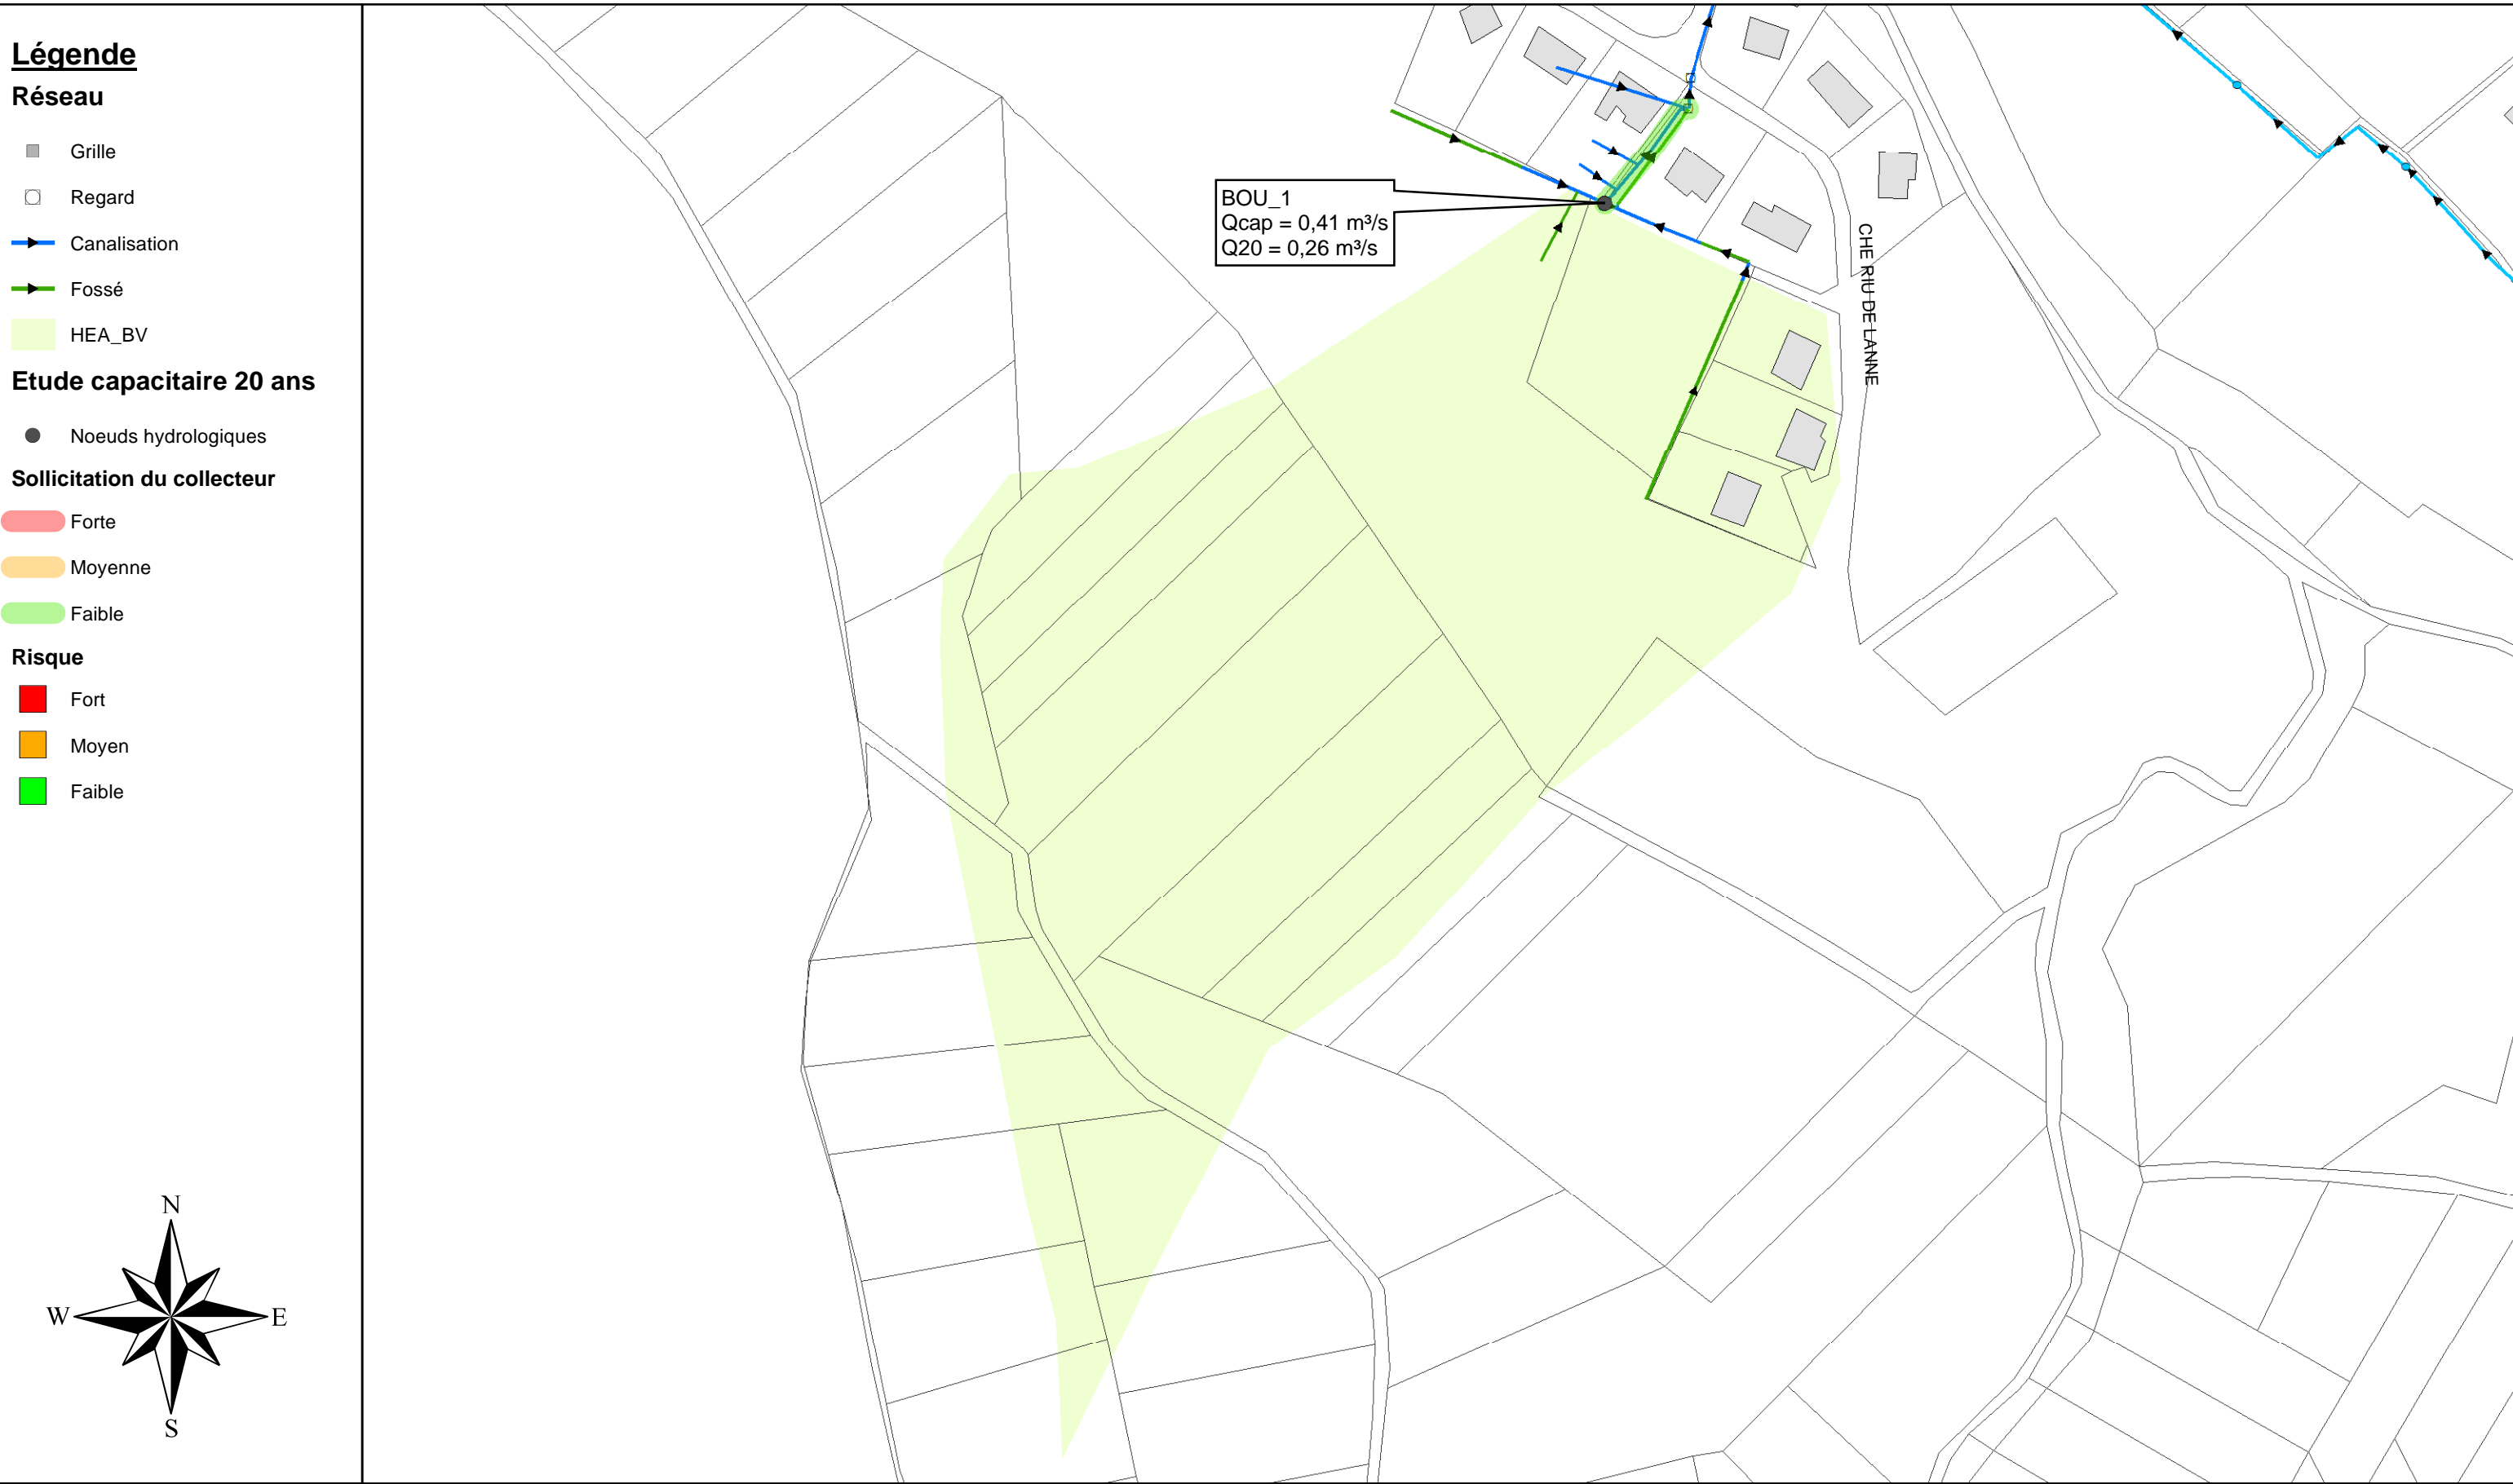 Légende
Réseau
Grille
Regard
Canalisation
Fossé
HEA_BV
Etude capacitaire 20 ans
Noeuds hydrologiques
Sollicitation du collecteur
Forte
Moyenne
Faible
Risque
Fort
Moyen
Faible
N
W
E
S
BOU_1
Qcap = 0,41 m³/s
Q20 = 0,26 m³/s
CHE RIU DE LANNE